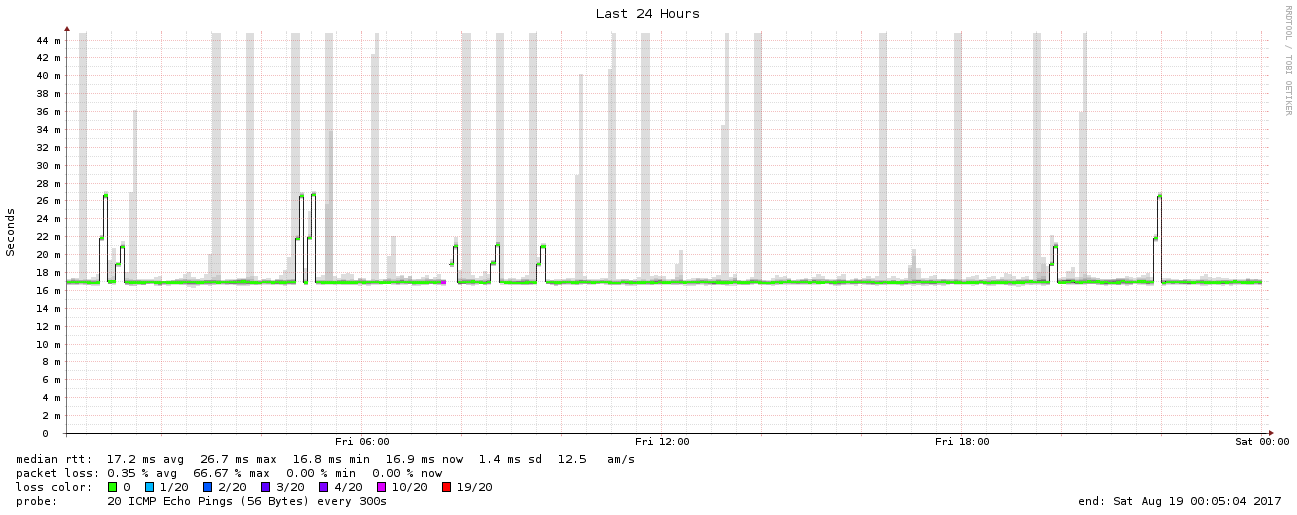 Last 24 Hours
RRDTOOL / TOBI OETIKER
Seconds
44 m
42 m
40 m
38 m
36 m
34 m
32 m
30 m
28 m
26 m
24 m
22 m
20 m
18 m
16 m
14 m
12 m
10 m
8 m
6 m
4 m
2 m
0
Fri 06:00 Fri 12:00 Fri 18:00 Sat 00:00
median rtt: 17.2 ms avg 26.7 ms max 16.8 ms min 16.9 ms now 1.4 ms sd 12.5 am/s
packet loss: 0.35 % avg 66.67 % max 0.00 % min 0.00 % now
loss color: 0 1/20 2/20 3/20 4/20 10/20 19/20
probe: 20 ICMP Echo Pings (56 Bytes) every 300s end: Sat Aug 19 00:05:04 2017